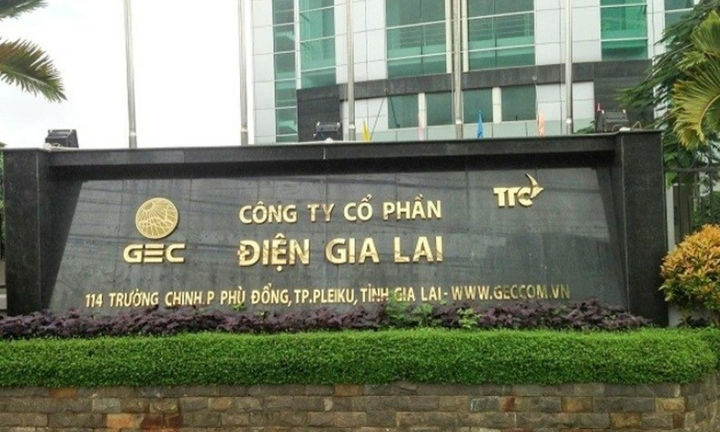 GEC
TTC
CÔNG TY CỔ PHẦN
ĐIỆN GIA LAI
114 TRƯỜNG CHINH.P PHÙ ĐỔNG, TP.PLEIKU, TỈNH GIA LAI - WWW.GECCOM.VN